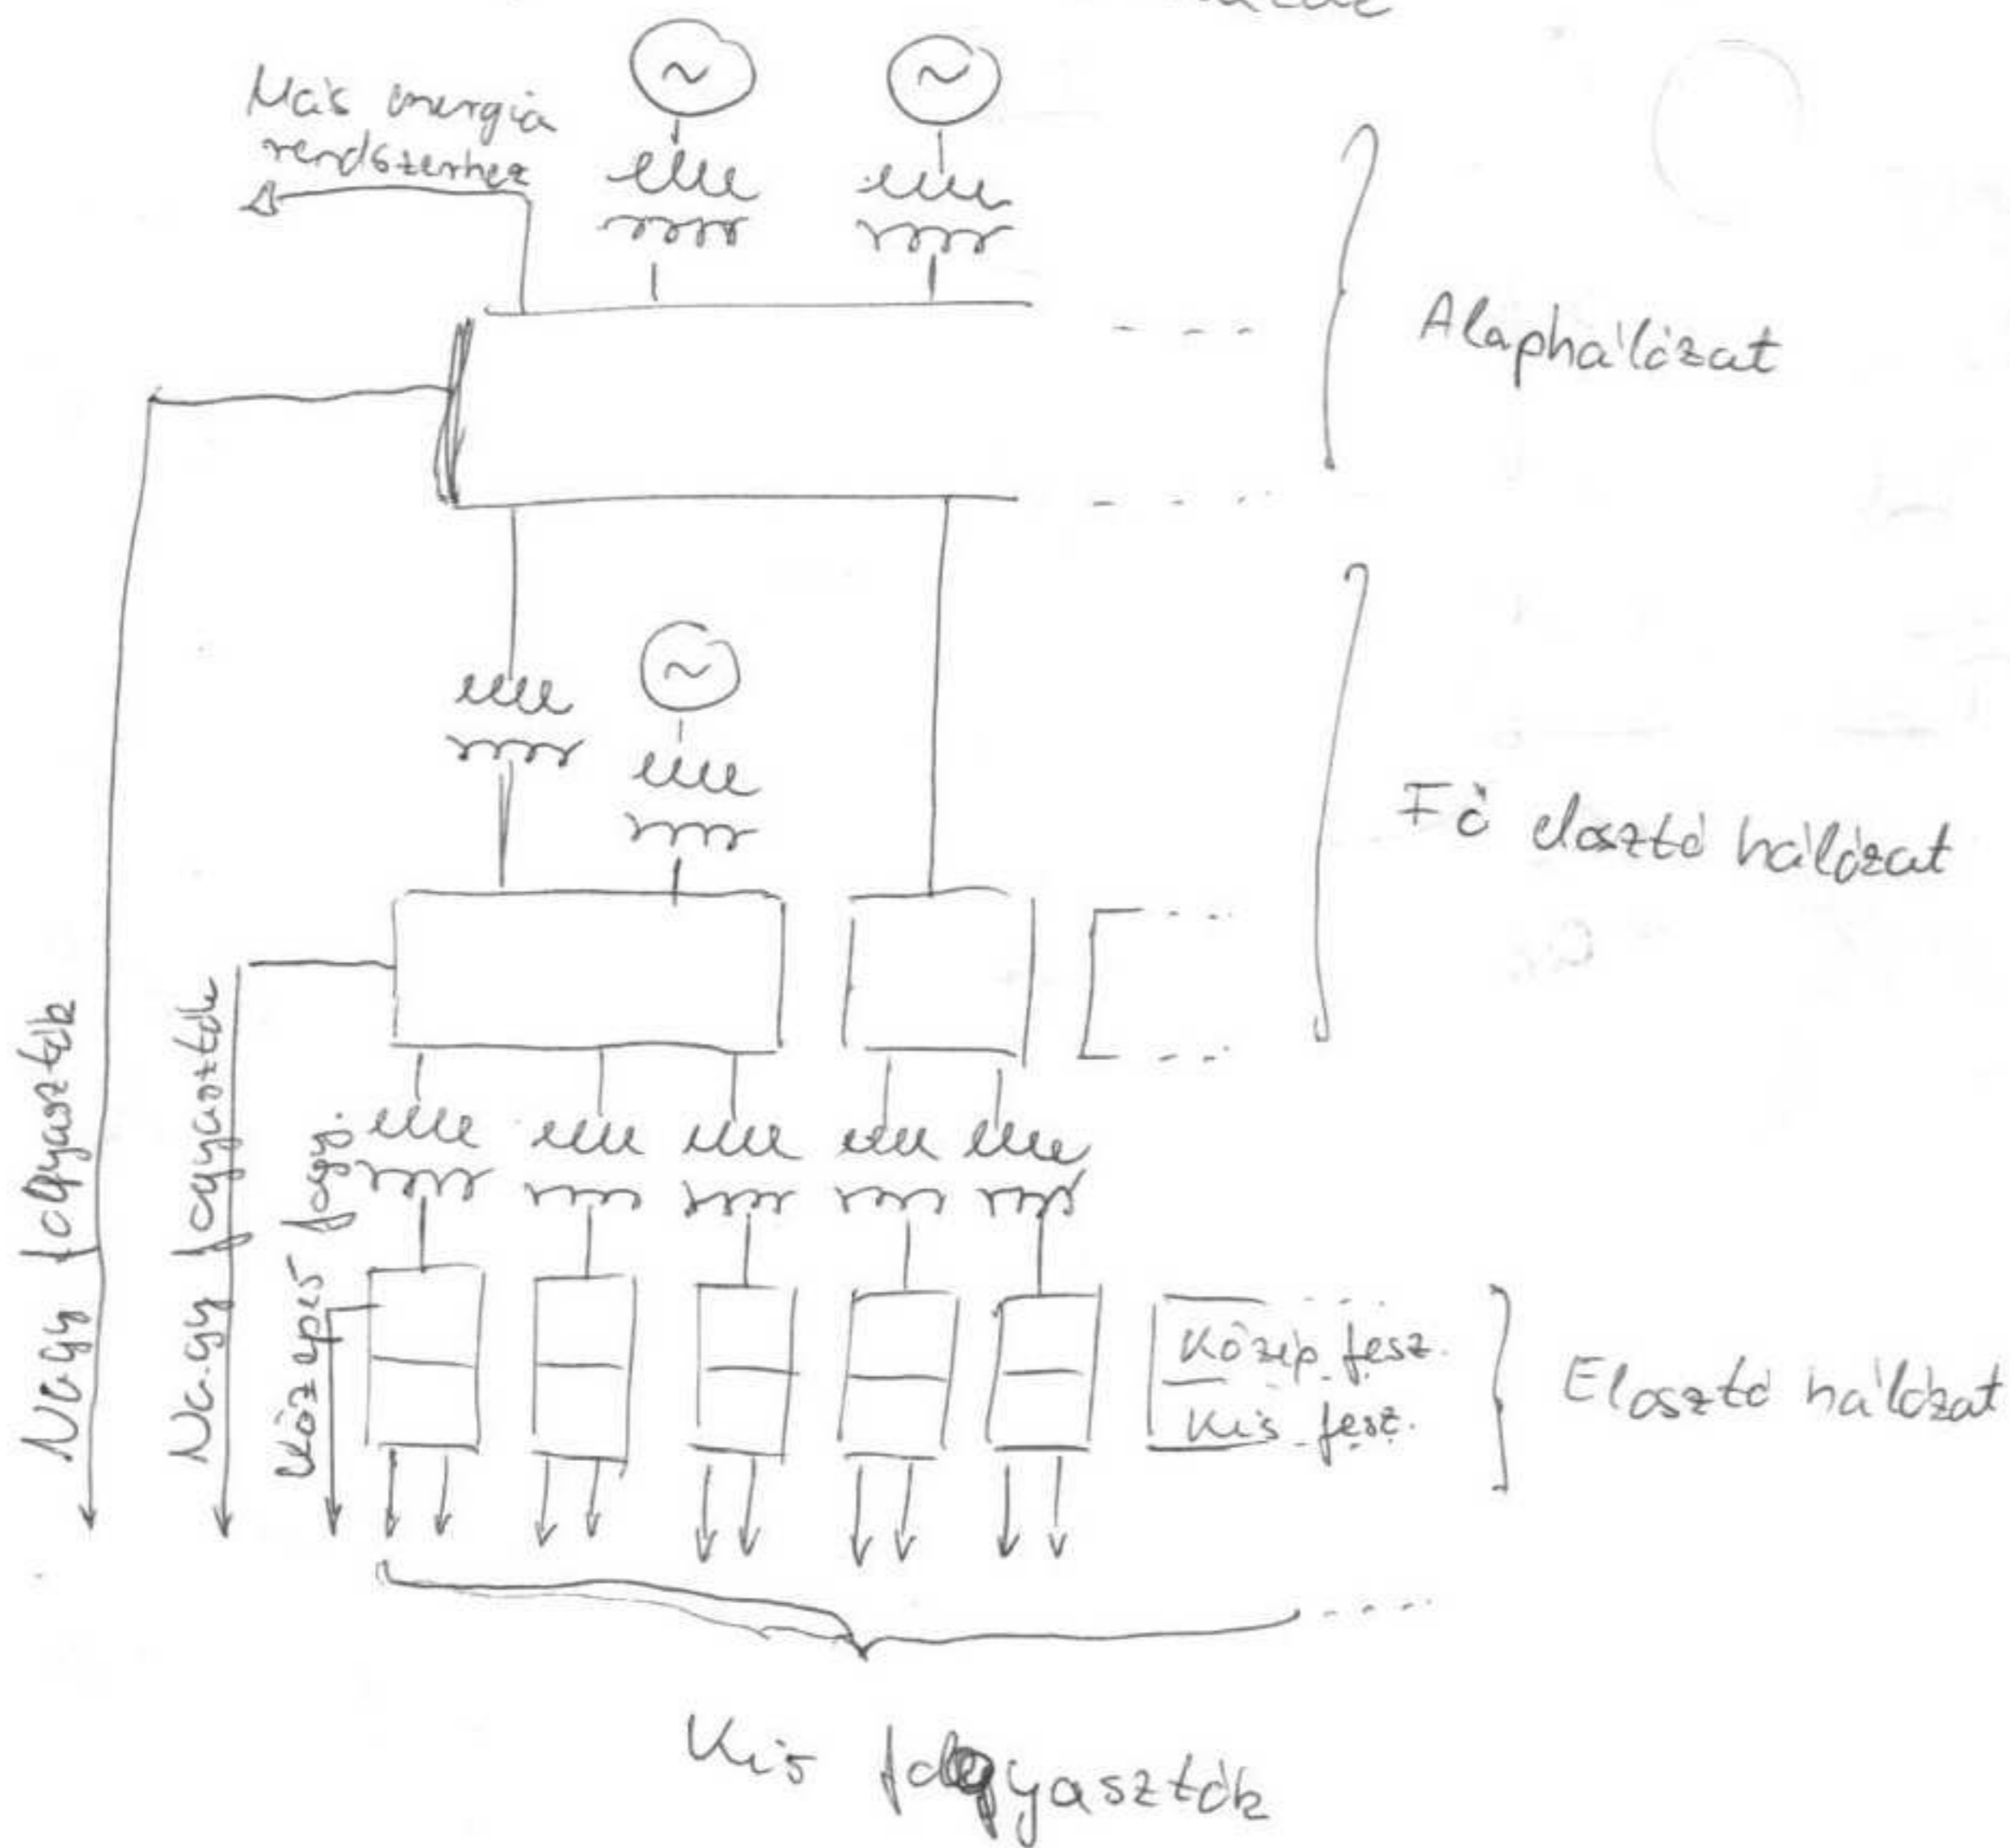 Más energia
rendszerhez
Alaphálózat
Fő elosztó hálózat
Nagy fogyasztók
Nagy fogyasztók
Közepes fogy.
Közép fesz.
Kis fesz.
Elosztó hálózat
Kis fogyasztók